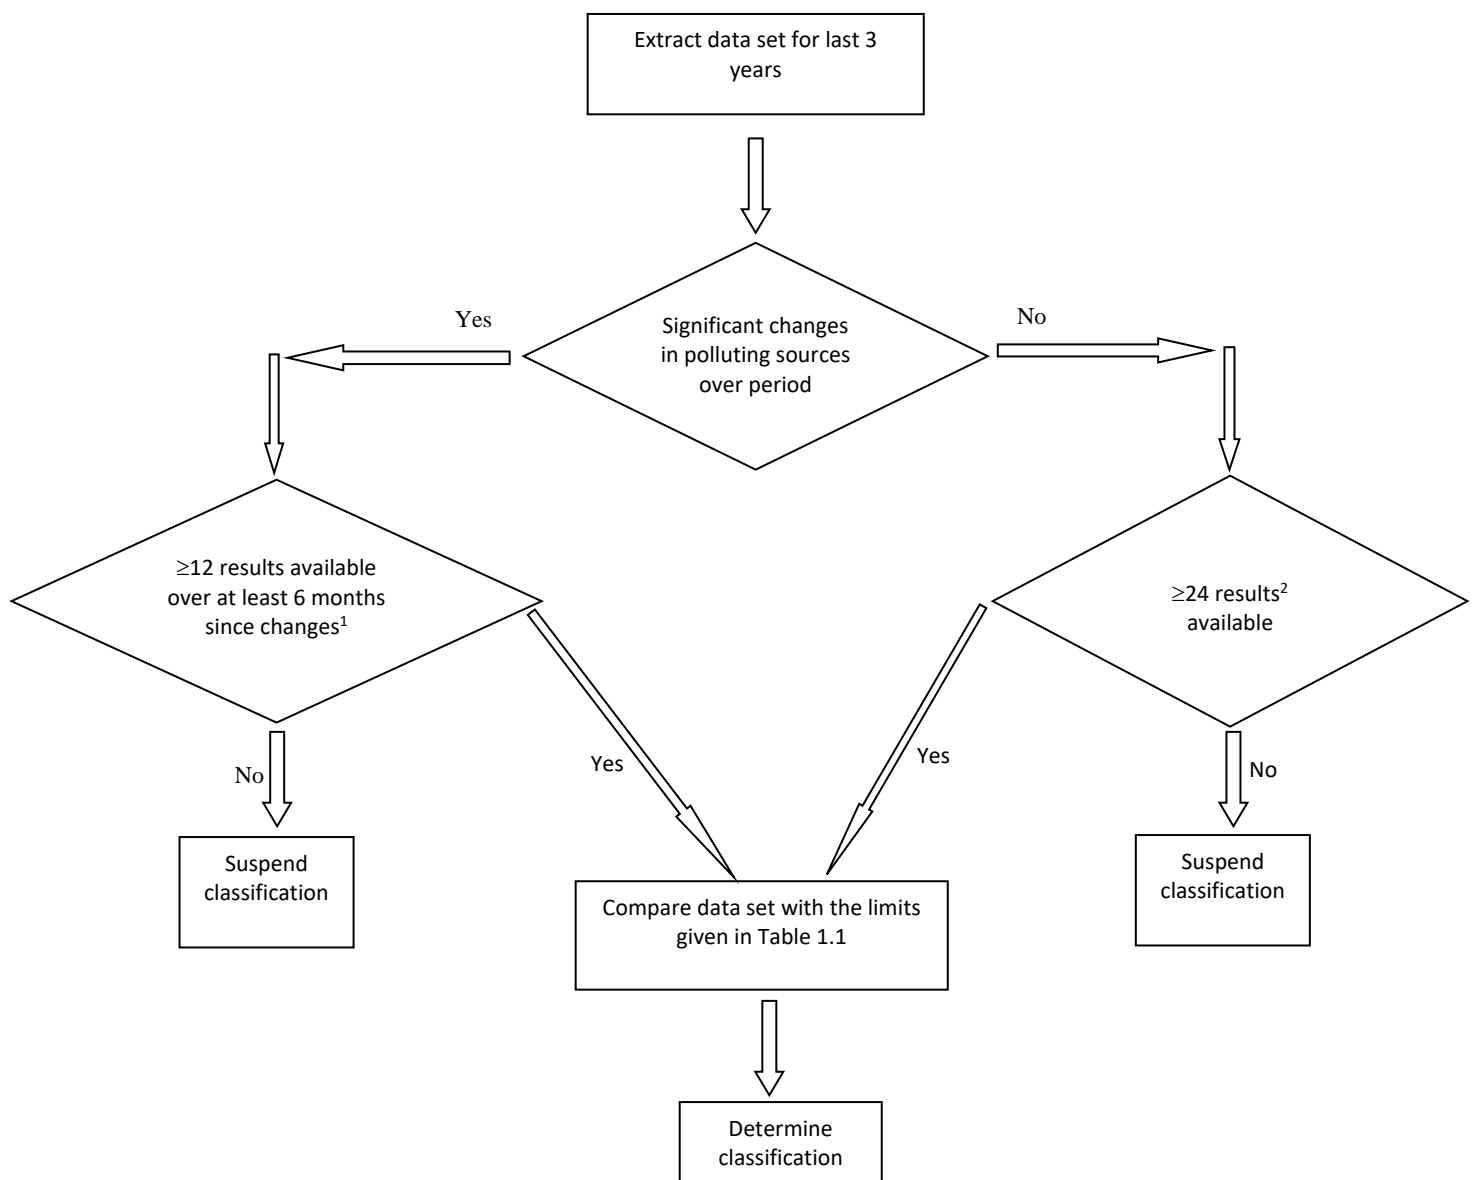 Extract data set for last 3
years
Yes
No
Significant changes
in polluting sources
over period
≥12 results available
over at least 6 months
since changes¹
≥24 results²
available
No
Yes
Yes
No
Suspend
classification
Compare data set with the limits
given in Table 1.1
Suspend
classification
Determine
classification